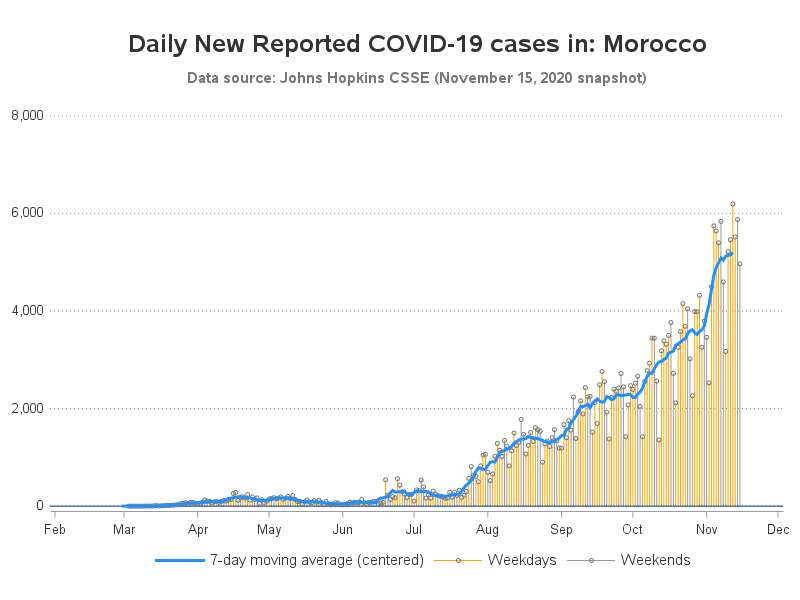 Daily New Reported COVID-19 cases in: Morocco
Data source: Johns Hopkins CSSE (November 15, 2020 snapshot)
8,000
6,000
4,000
2,000
0
Feb Mar Apr May Jun Jul Aug Sep Oct Nov Dec
7-day moving average (centered) Weekdays Weekends